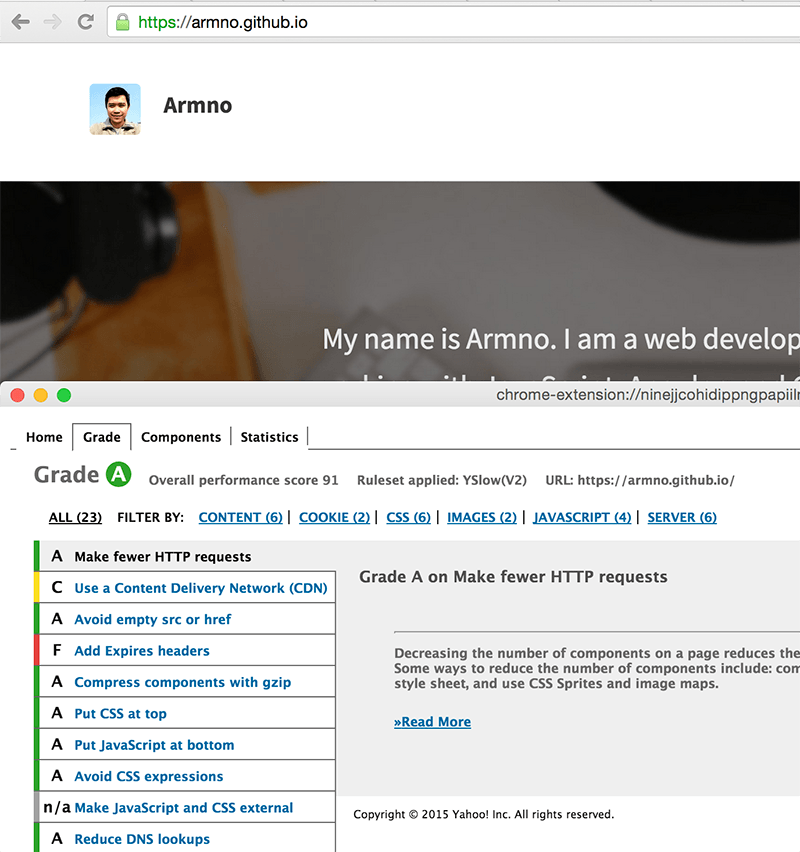 https://armno.github.io
Armno
My name is Armno. I am a web develop
chrome-extension://ninejjcohidippngpapiilr
Home Grade Components Statistics
Grade A Overall performance score 91 Ruleset applied: YSlow(V2) URL: https://armno.github.io/
ALL (23) FILTER BY: CONTENT (6) | COOKIE (2) | CSS (6) | IMAGES (2) | JAVASCRIPT (4) | SERVER (6)
A Make fewer HTTP requests
C Use a Content Delivery Network (CDN)
A Avoid empty src or href
F Add Expires headers
A Compress components with gzip
A Put CSS at top
A Put JavaScript at bottom
A Avoid CSS expressions
n/a Make JavaScript and CSS external
A Reduce DNS lookups
Grade A on Make fewer HTTP requests
Decreasing the number of components on a page reduces the
Some ways to reduce the number of components include: com
style sheet, and use CSS Sprites and image maps.
»Read More
Copyright © 2015 Yahoo! Inc. All rights reserved.